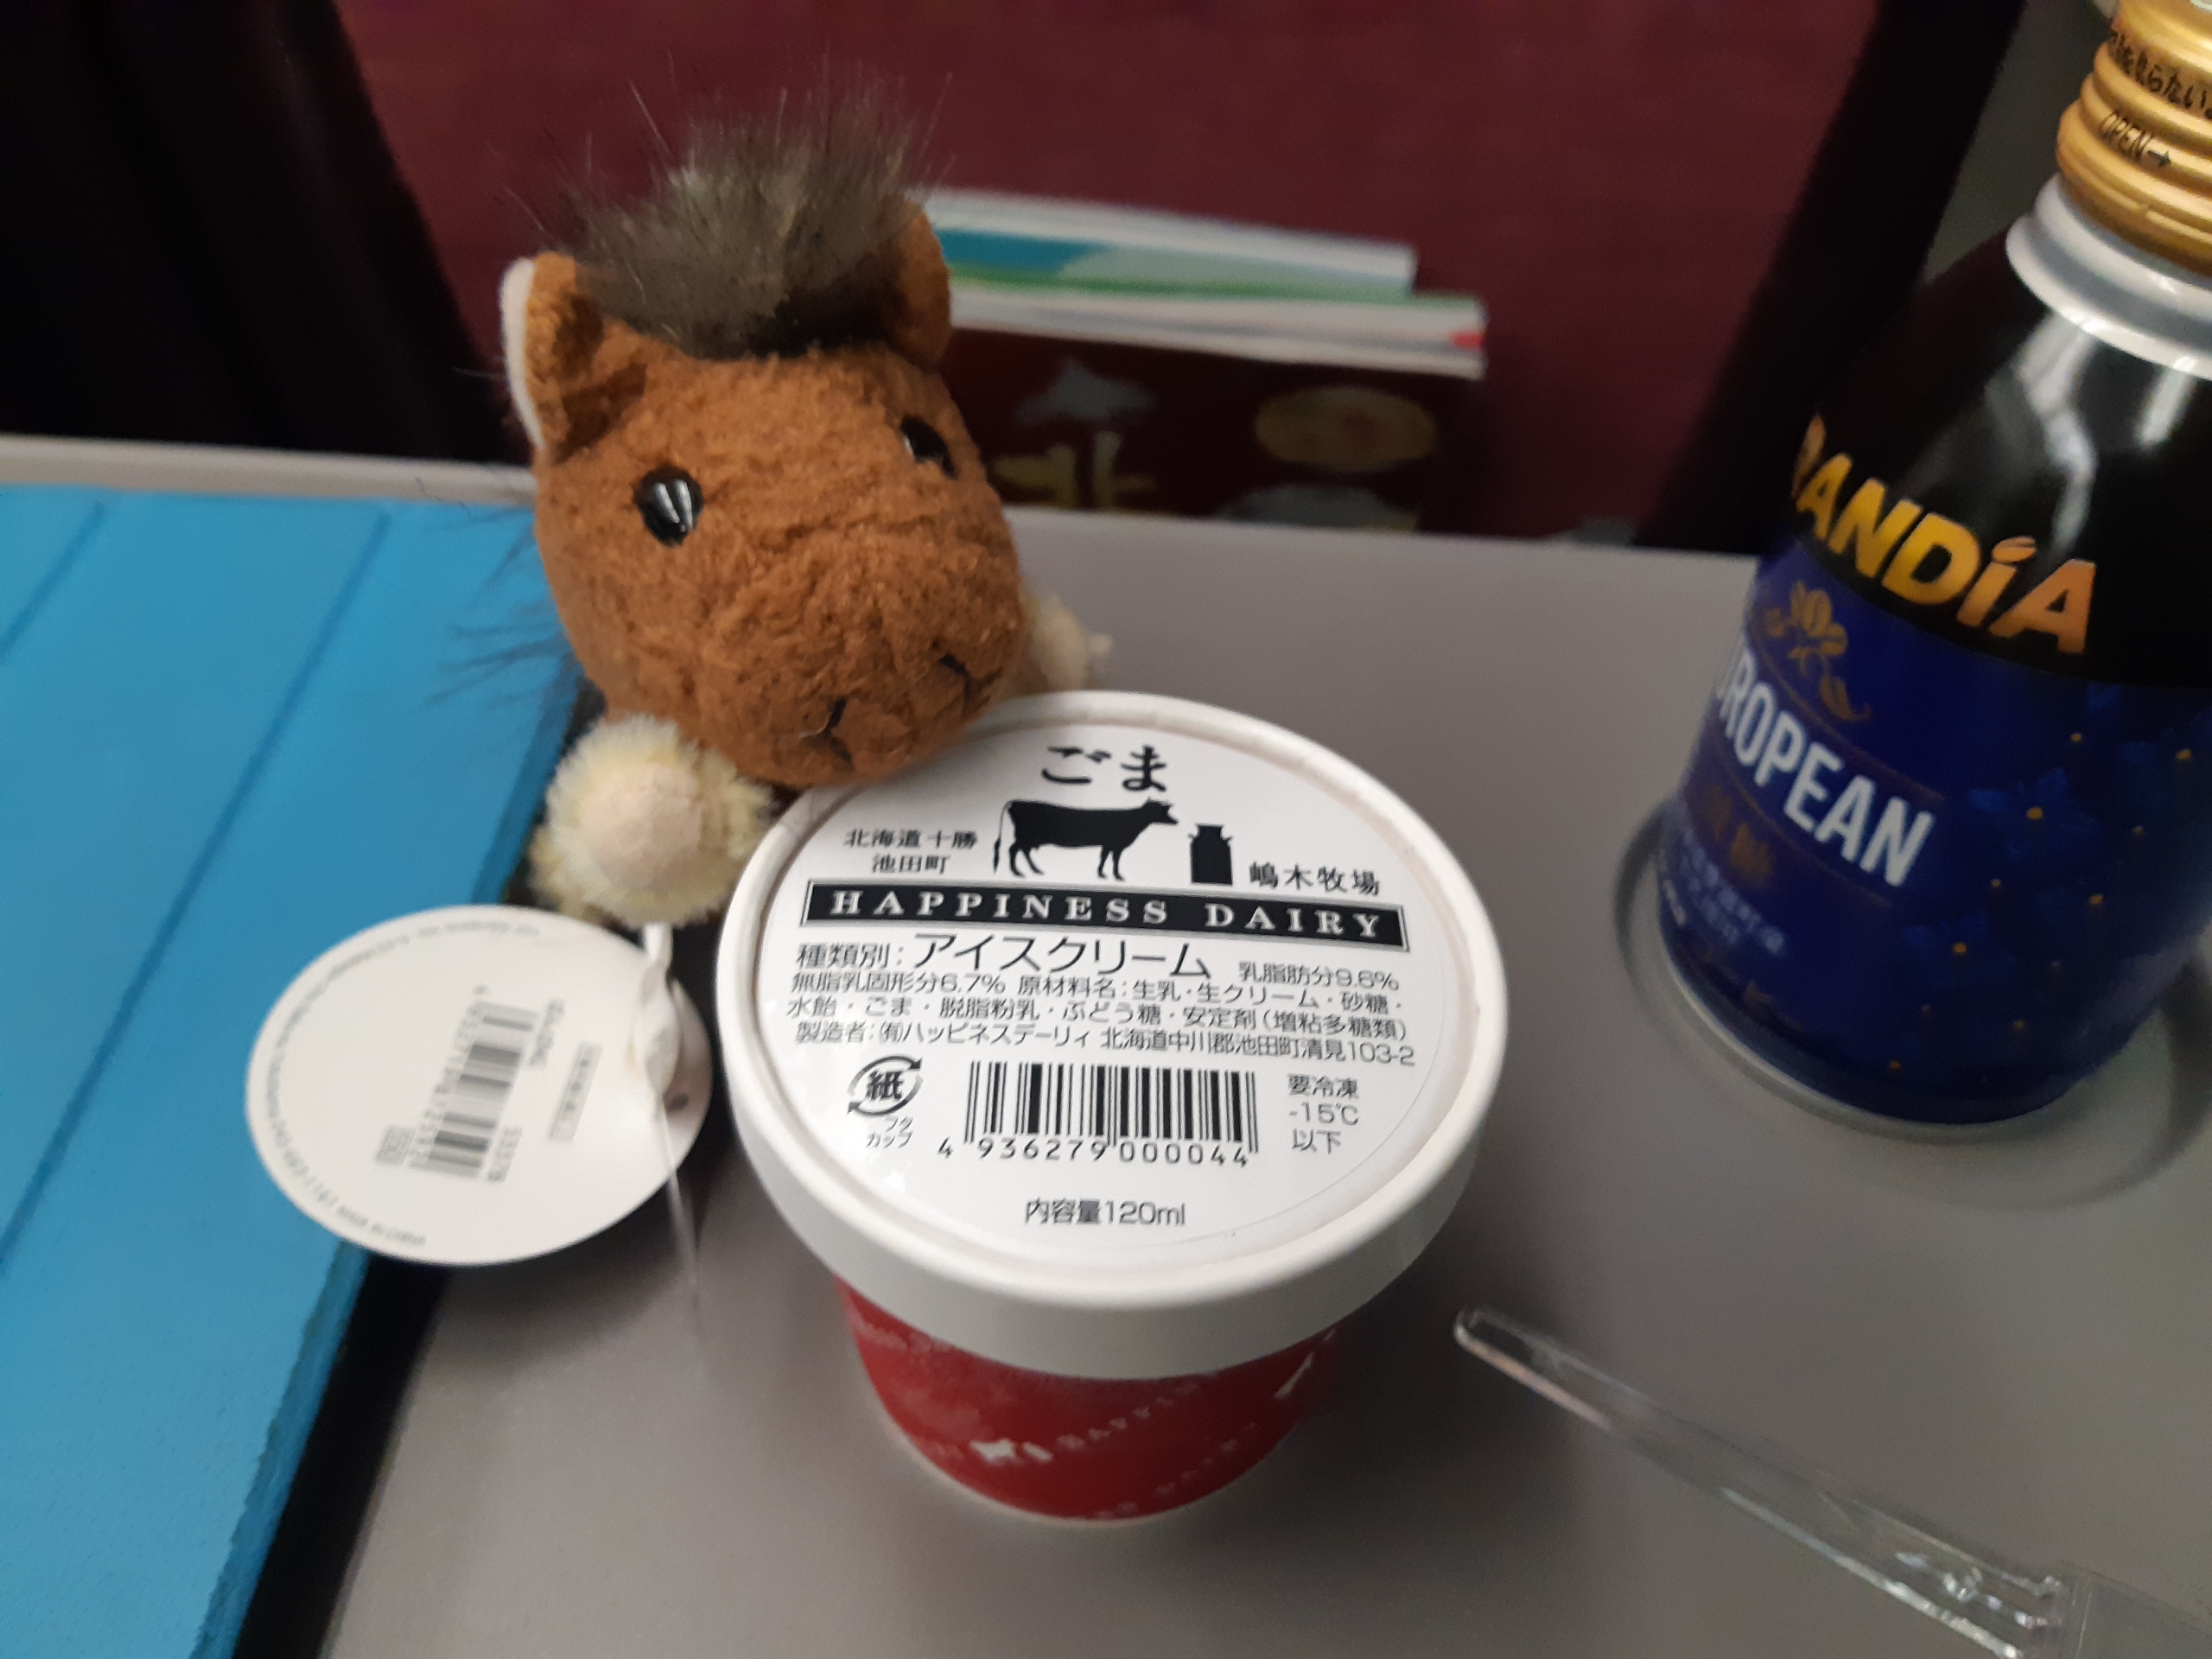 ごま
北海道十勝
池田町
嶋木牧場
HAPPINESS DAIRY
種類別：アイスクリーム 乳脂肪分9.6%
無脂乳固形分6.7% 原材料名：生乳・生クリーム・砂糖・
水飴・ごま・脱脂粉乳・ぶどう糖・安定剤（増粘多糖類）
製造者：㈲ハッピネスデーリィ 北海道中川郡池田町清見103-2
紙
フタ
カップ
4 936279 000044
要冷凍
-15℃
以下
内容量120ml
OPEN→
RANDiA
ROPEAN